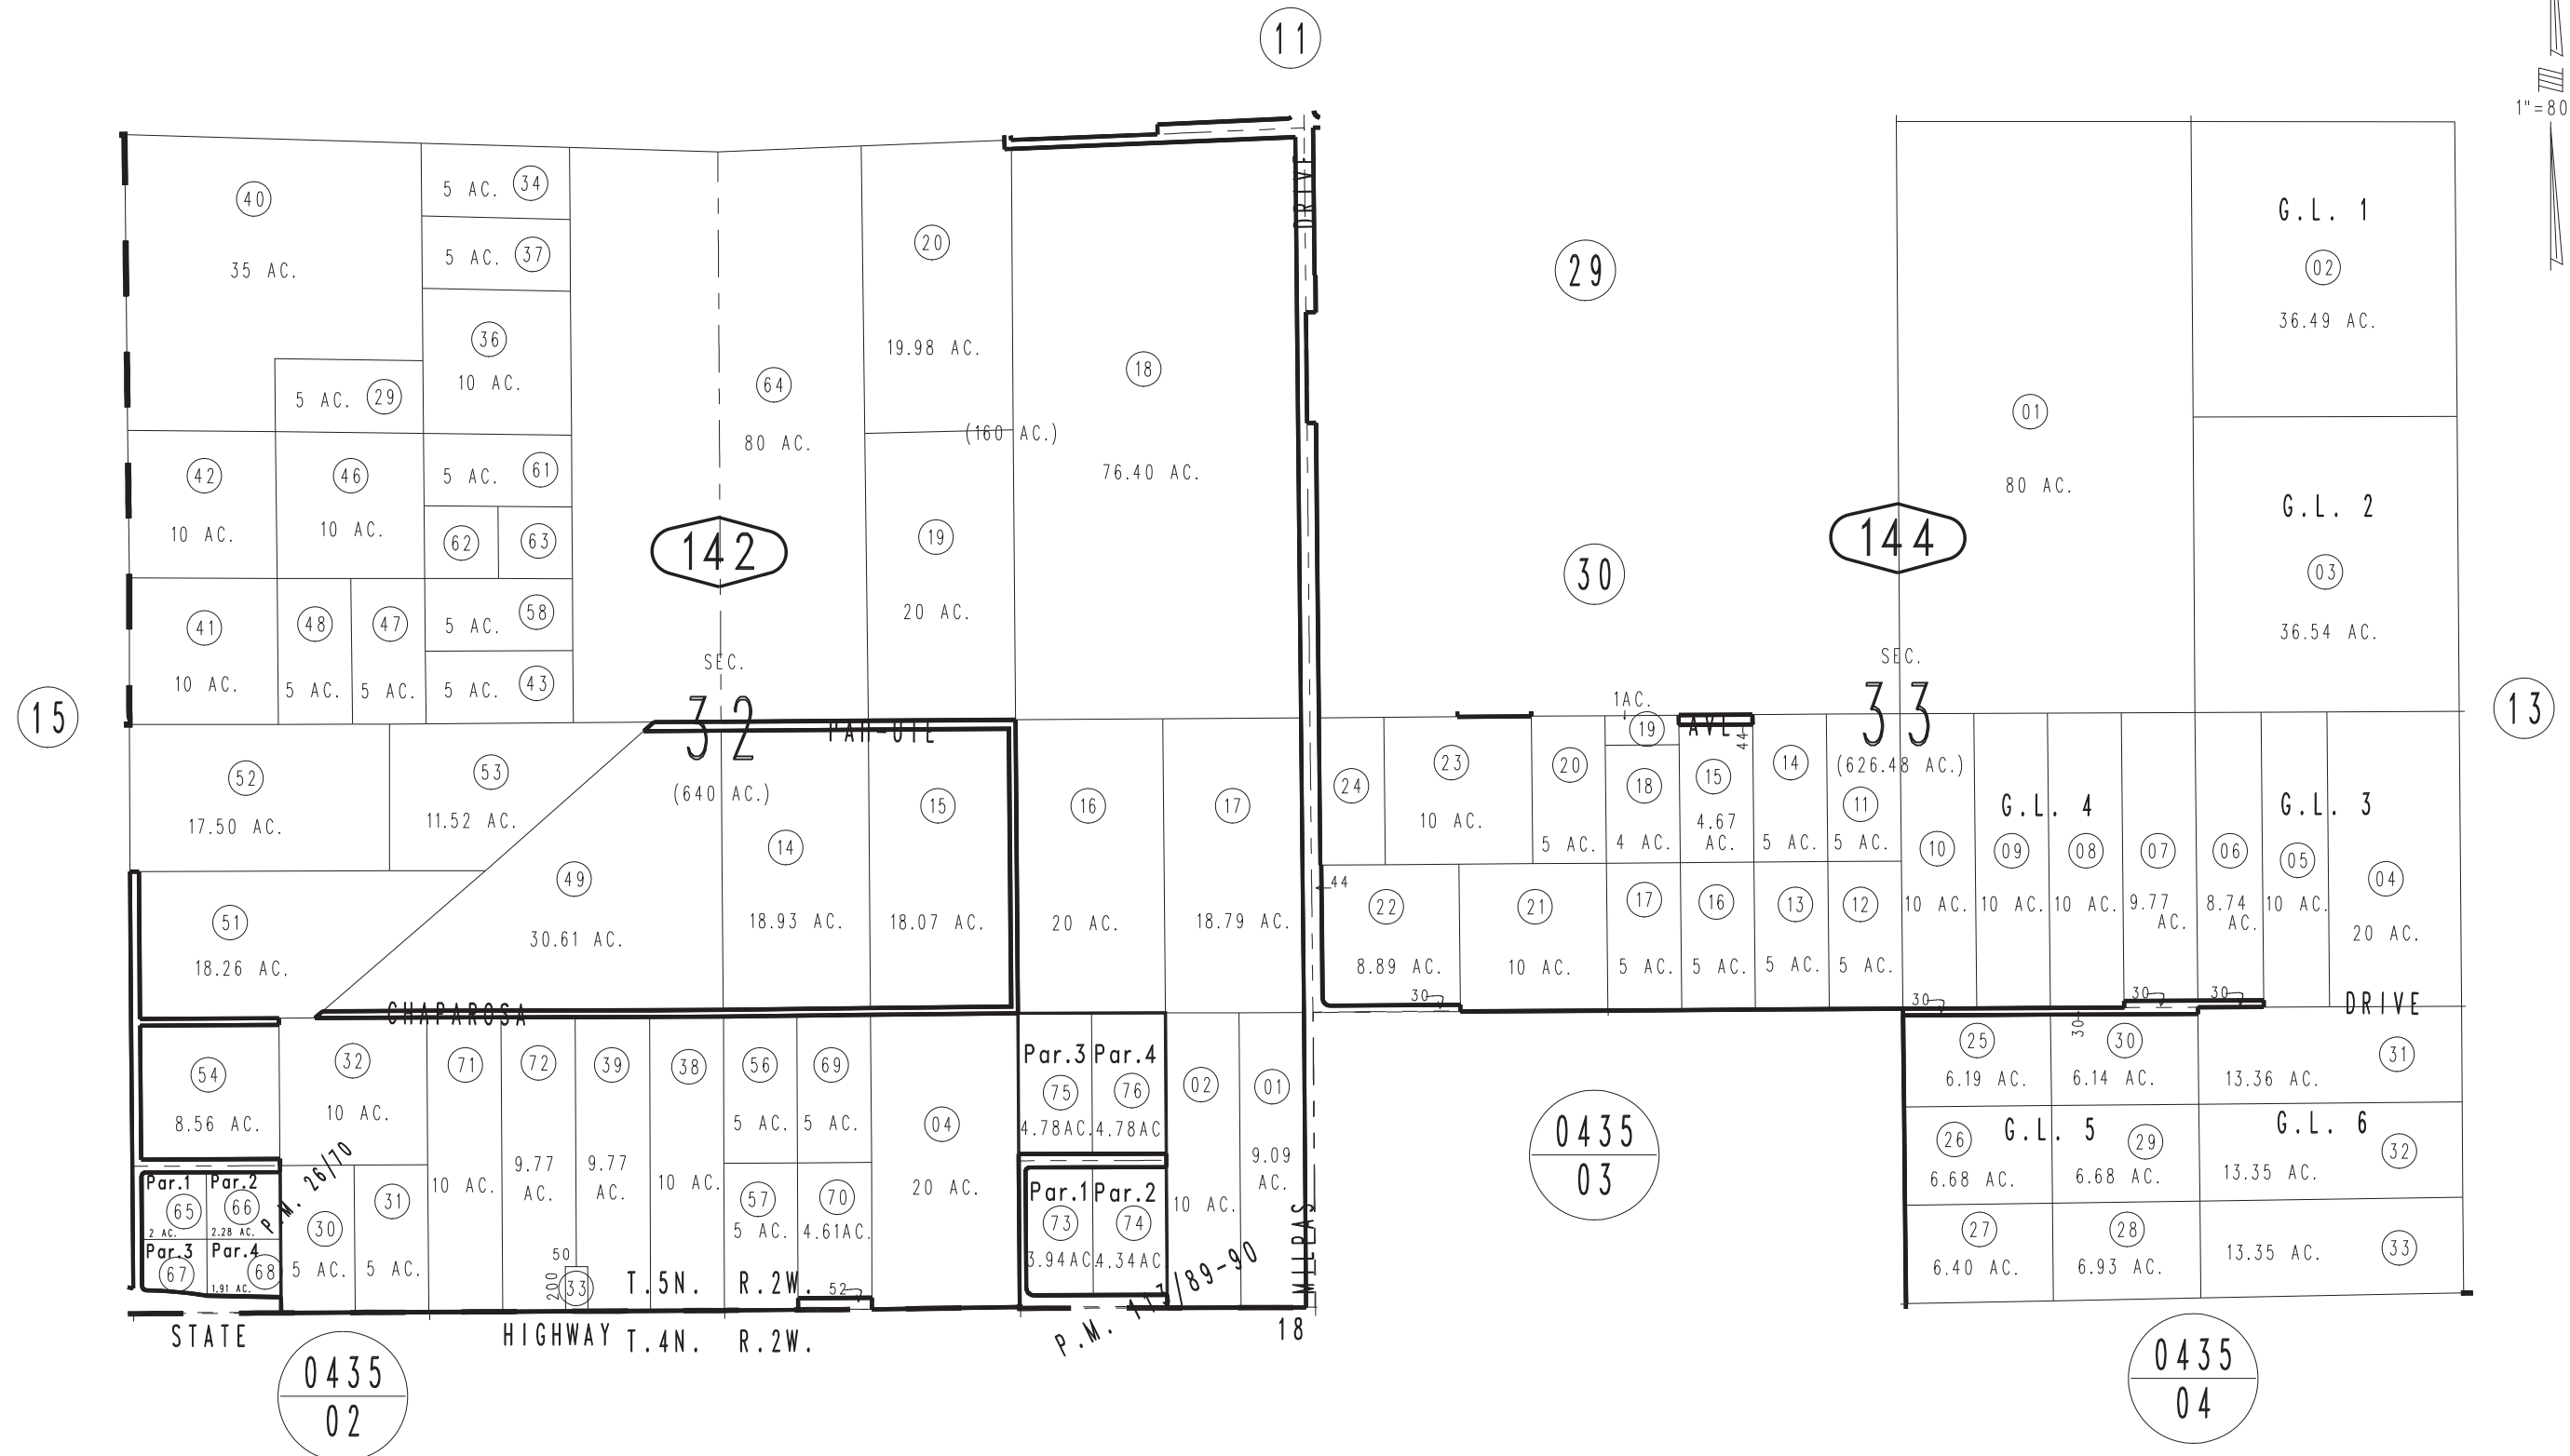 11
1"=80
40
35 AC.
5 AC. 34
5 AC. 37
36
10 AC.
5 AC. 29
42
10 AC.
46
10 AC.
5 AC. 61
62
63
41
10 AC.
48
5 AC.
47
5 AC.
5 AC. 58
5 AC. 43
64
80 AC.
142
SEC.
32
(640 AC.)
20
19.98 AC.
(160 AC.)
19
20 AC.
18
76.40 AC.
DRIVE
29
30
01
80 AC.
144
SEC.
33
(626.48 AC.)
G.L. 1
02
36.49 AC.
G.L. 2
03
36.54 AC.
15
13
PAH-UTE
AVE.
44
52
17.50 AC.
53
11.52 AC.
51
18.26 AC.
49
30.61 AC.
14
18.93 AC.
15
18.07 AC.
16
20 AC.
17
18.79 AC.
24
23
10 AC.
20
5 AC.
1AC.
19
18
4 AC.
15
4.67
AC.
14
5 AC.
11
5 AC.
44
22
8.89 AC.
30
21
10 AC.
17
5 AC.
16
5 AC.
13
5 AC.
12
5 AC.
G.L. 4
10
10 AC.
09
10 AC.
08
10 AC.
07
9.77
AC.
06
8.74
AC.
G.L. 3
05
10 AC.
04
20 AC.
30
30
30
CHAPAROSA
DRIVE
54
8.56 AC.
32
10 AC.
71
10 AC.
72
9.77
AC.
39
9.77
AC.
38
10 AC.
56
5 AC.
69
5 AC.
57
5 AC.
70
4.61AC.
04
20 AC.
Par.3
75
4.78AC.
Par.4
76
4.78AC
Par.1
73
3.94AC
Par.2
74
4.34AC
02
10 AC.
01
9.09
AC.
MILPAS
Par.1
65
2 AC.
Par.2
66
2.28 AC.
Par.3
67
Par.4
68
1.91 AC.
P.M. 26/70
30
5 AC.
31
5 AC.
50
200
33
52
T.5N. R.2W.
T.4N. R.2W.
P.M. 113/89-90
STATE HIGHWAY 18
0435
02
0435
03
30
25
6.19 AC.
30
6.14 AC.
31
13.36 AC.
26
6.68 AC.
G.L. 5
29
6.68 AC.
G.L. 6
32
13.35 AC.
27
6.40 AC.
28
6.93 AC.
33
13.35 AC.
0435
04